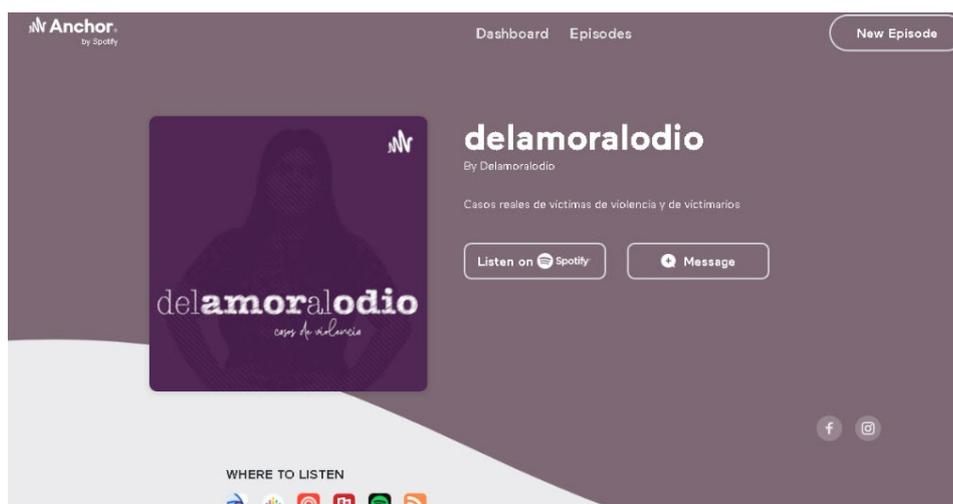 Anchor.
by Spotify
Dashboard Episodes
New Episode
delamoralodio
casos de violencia
delamoralodio
By Delamoralodio
Casos reales de víctimas de violencia y de victimarios
Listen on Spotify
Message
WHERE TO LISTEN